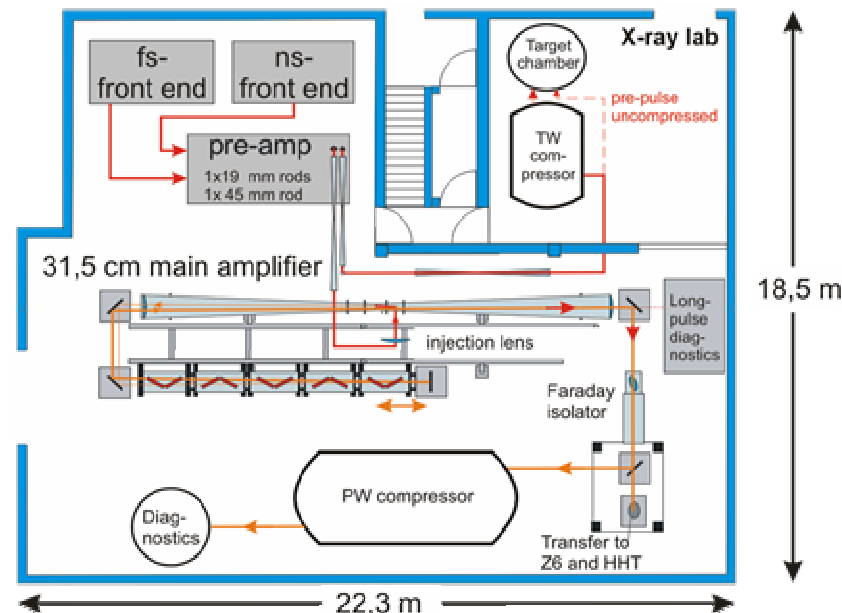 fs-
front end
ns-
front end
pre-amp
1x19 mm rods
1x 45 mm rod
Target
chamber
X-ray lab
pre-pulse
uncompressed
TW
com-
pressor
31,5 cm main amplifier
18,5 m
Long-
pulse
diag-
nostics
injection lens
Faraday
isolator
PW compressor
Diag-
nostics
Transfer to
Z6 and HHT
22.3 m